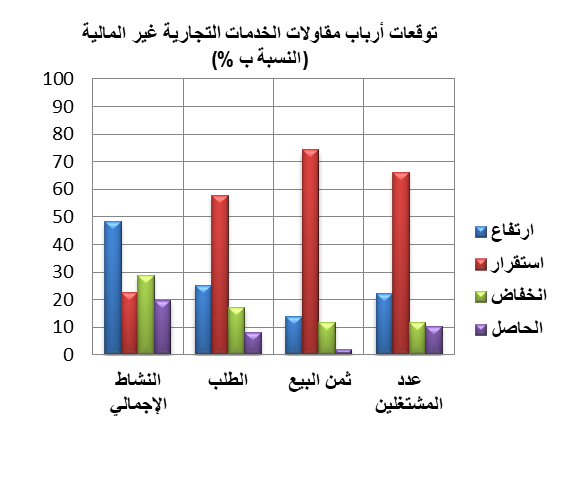 توقعات أرباب مقاولات الخدمات التجارية غير المالية
(النسبة ب %)
100
90
80
70
60
50
40
30
20
10
0
ارتفاع
استقرار
انخفاض
الحاصل
النشاط
الإجمالي
الطلب
ثمن البيع
عدد
المشتغلين